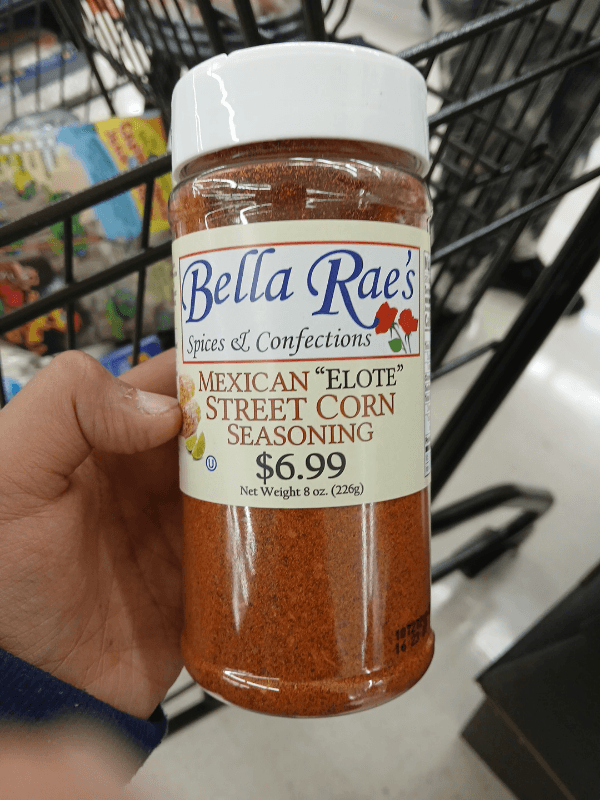 Bella Rae's
Spices & Confections
MEXICAN "ELOTE"
STREET CORN
SEASONING
U
$6.99
Net Weight 8 oz. (226g)